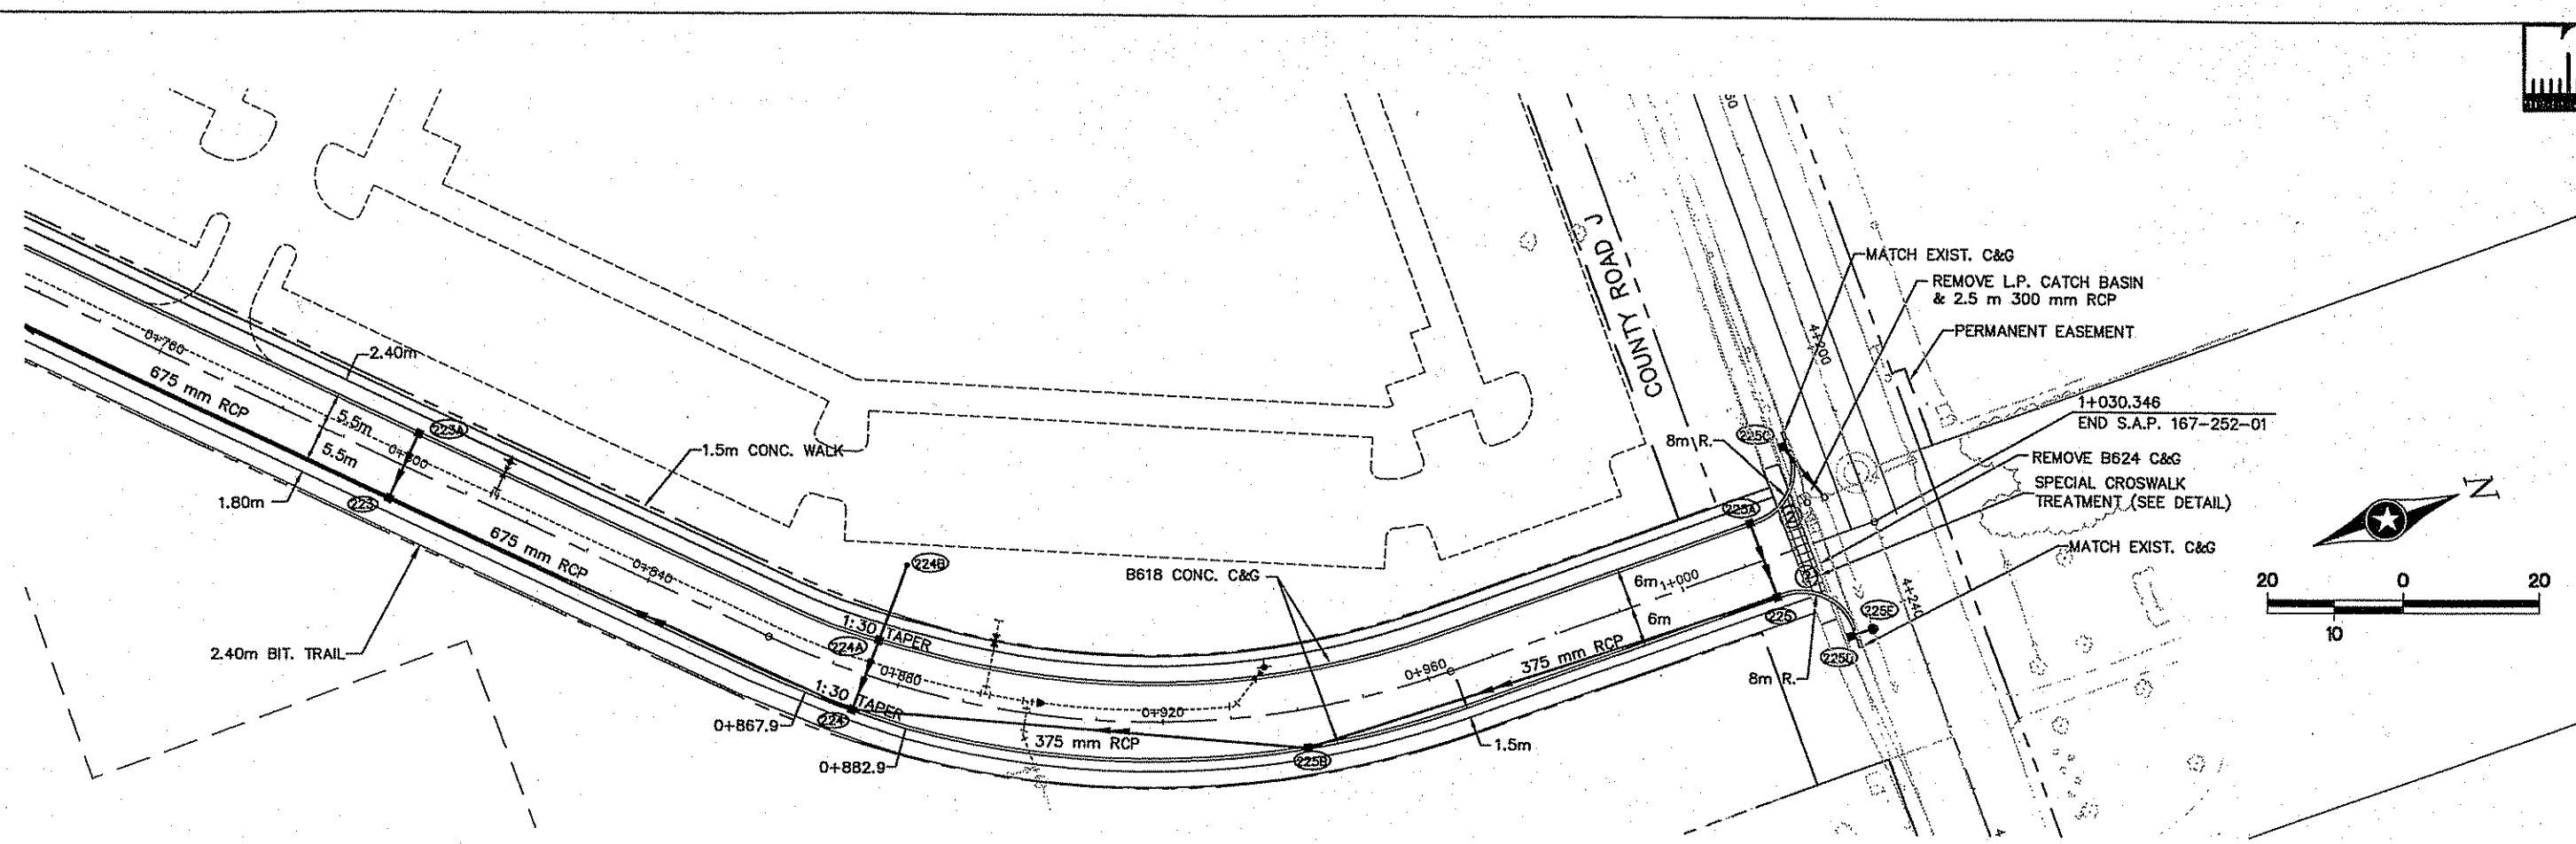 0+760
675 mm RCP
2.40m
5.5m
5.5m
223A
0+800
1.80m
223
1.5m CONC. WALK
675 mm RCP
0+840
2.40m BIT. TRAIL
224B
1:30 TAPER
224A
0+880
1:30 TAPER
224
0+867.9
0+882.9
375 mm RCP
0+920
B618 CONC. C&G
225B
0+960
375 mm RCP
1.5m
6m
1+000
6m
COUNTY ROAD J
8m R.
225C
225A
225
225D
225E
8m R.
4+200
4+240
MATCH EXIST. C&G
REMOVE L.P. CATCH BASIN
& 2.5 m 300 mm RCP
PERMANENT EASEMENT
1+030.346
END S.A.P. 167-252-01
REMOVE B624 C&G
SPECIAL CROSWALK
TREATMENT (SEE DETAIL)
MATCH EXIST. C&G
N
20 0 20
10